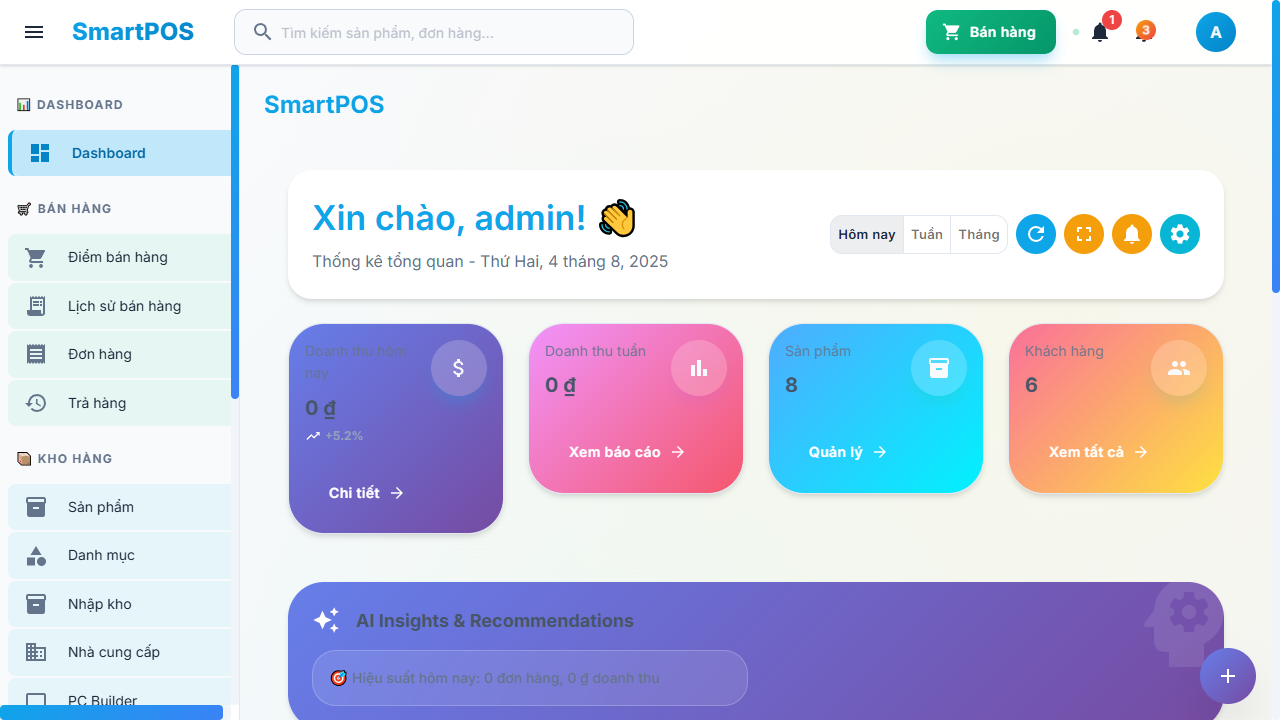 SmartPOS
Tìm kiếm sản phẩm, đơn hàng...
Bán hàng
1
3
A
DASHBOARD
Dashboard
BÁN HÀNG
Điểm bán hàng
Lịch sử bán hàng
Đơn hàng
Trả hàng
KHO HÀNG
Sản phẩm
Danh mục
Nhập kho
Nhà cung cấp
PC Builder
SmartPOS
Xin chào, admin! 👋
Thống kê tổng quan - Thứ Hai, 4 tháng 8, 2025
Hôm nay
Tuần
Tháng
Doanh thu hôm
nay
0 ₫
+5.2%
Chi tiết
Doanh thu tuần
0 ₫
Xem báo cáo
Sản phẩm
8
Quản lý
Khách hàng
6
Xem tất cả
AI Insights & Recommendations
🎯 Hiệu suất hôm nay: 0 đơn hàng, 0 ₫ doanh thu